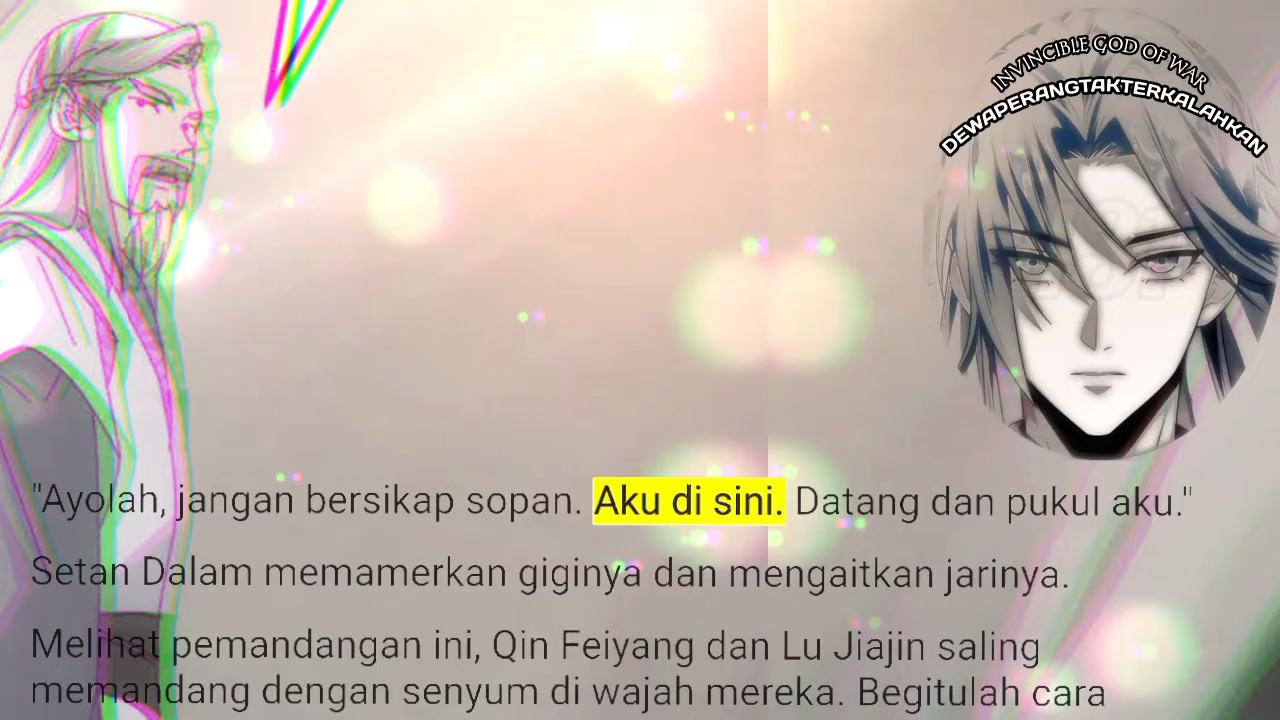 INVINCIBLE GOD OF WAR
DEWAPERANGTAKTERKALAHKAN
"Ayolah, jangan bersikap sopan. Aku di sini. Datang dan pukul aku."
Setan Dalam memamerkan giginya dan mengaitkan jarinya.
Melihat pemandangan ini, Qin Feiyang dan Lu Jiajin saling
memandang dengan senyum di wajah mereka. Begitulah cara